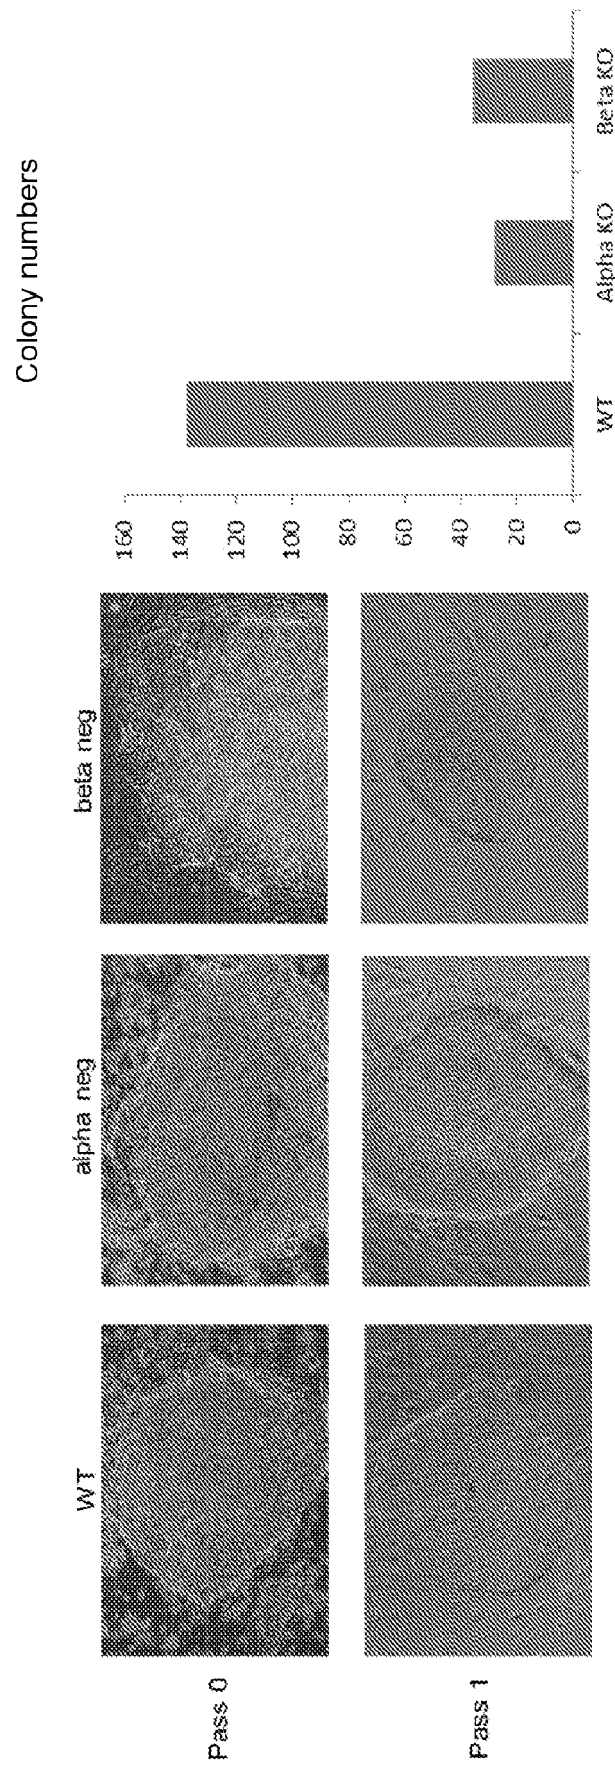 WT
alpha neg
beta neg
Pass 0
Pass 1
Colony numbers
160
140
120
100
80
60
40
20
0
WT
Alpha KO
Beta KO